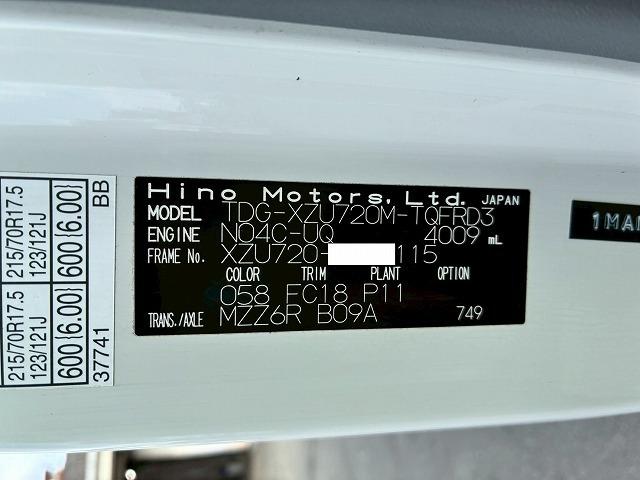 Hino Motors, Ltd. JAPAN
MODEL TDG-XZU720M-TQFRD3
ENGINE N04C-UQ 4009 mL
FRAME No. XZU720- 115
COLOR TRIM PLANT OPTION
058 FC18 P11
TRANS./AXLE MZZ6R B09A 749
215/70R17.5
123/121J
600{6.00}
215/70R17.5
123/121J
600{6.00}
37741
BB